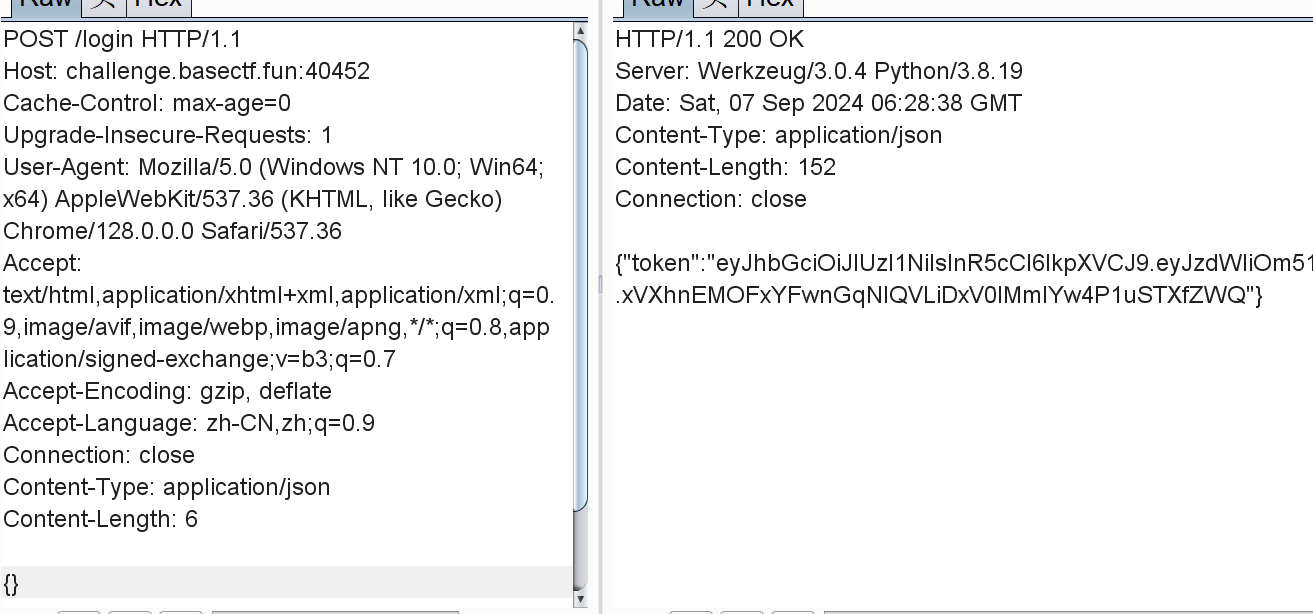 Raw 头 Hex
POST /login HTTP/1.1
Host: challenge.basectf.fun:40452
Cache-Control: max-age=0
Upgrade-Insecure-Requests: 1
User-Agent: Mozilla/5.0 (Windows NT 10.0; Win64;
x64) AppleWebKit/537.36 (KHTML, like Gecko)
Chrome/128.0.0.0 Safari/537.36
Accept:
text/html,application/xhtml+xml,application/xml;q=0.
9,image/avif,image/webp,image/apng,*/*;q=0.8,app
lication/signed-exchange;v=b3;q=0.7
Accept-Encoding: gzip, deflate
Accept-Language: zh-CN,zh;q=0.9
Connection: close
Content-Type: application/json
Content-Length: 6
{}
Raw 头 Hex
HTTP/1.1 200 OK
Server: Werkzeug/3.0.4 Python/3.8.19
Date: Sat, 07 Sep 2024 06:28:38 GMT
Content-Type: application/json
Content-Length: 152
Connection: close
{"token":"eyJhbGciOiJIUzI1NiIsInR5cCI6IkpXVCJ9.eyJzdWIiOm51
.xVXhnEMOFxYFwnGqNIQVLiDxV0lMmlYw4P1uSTXfZWQ"}